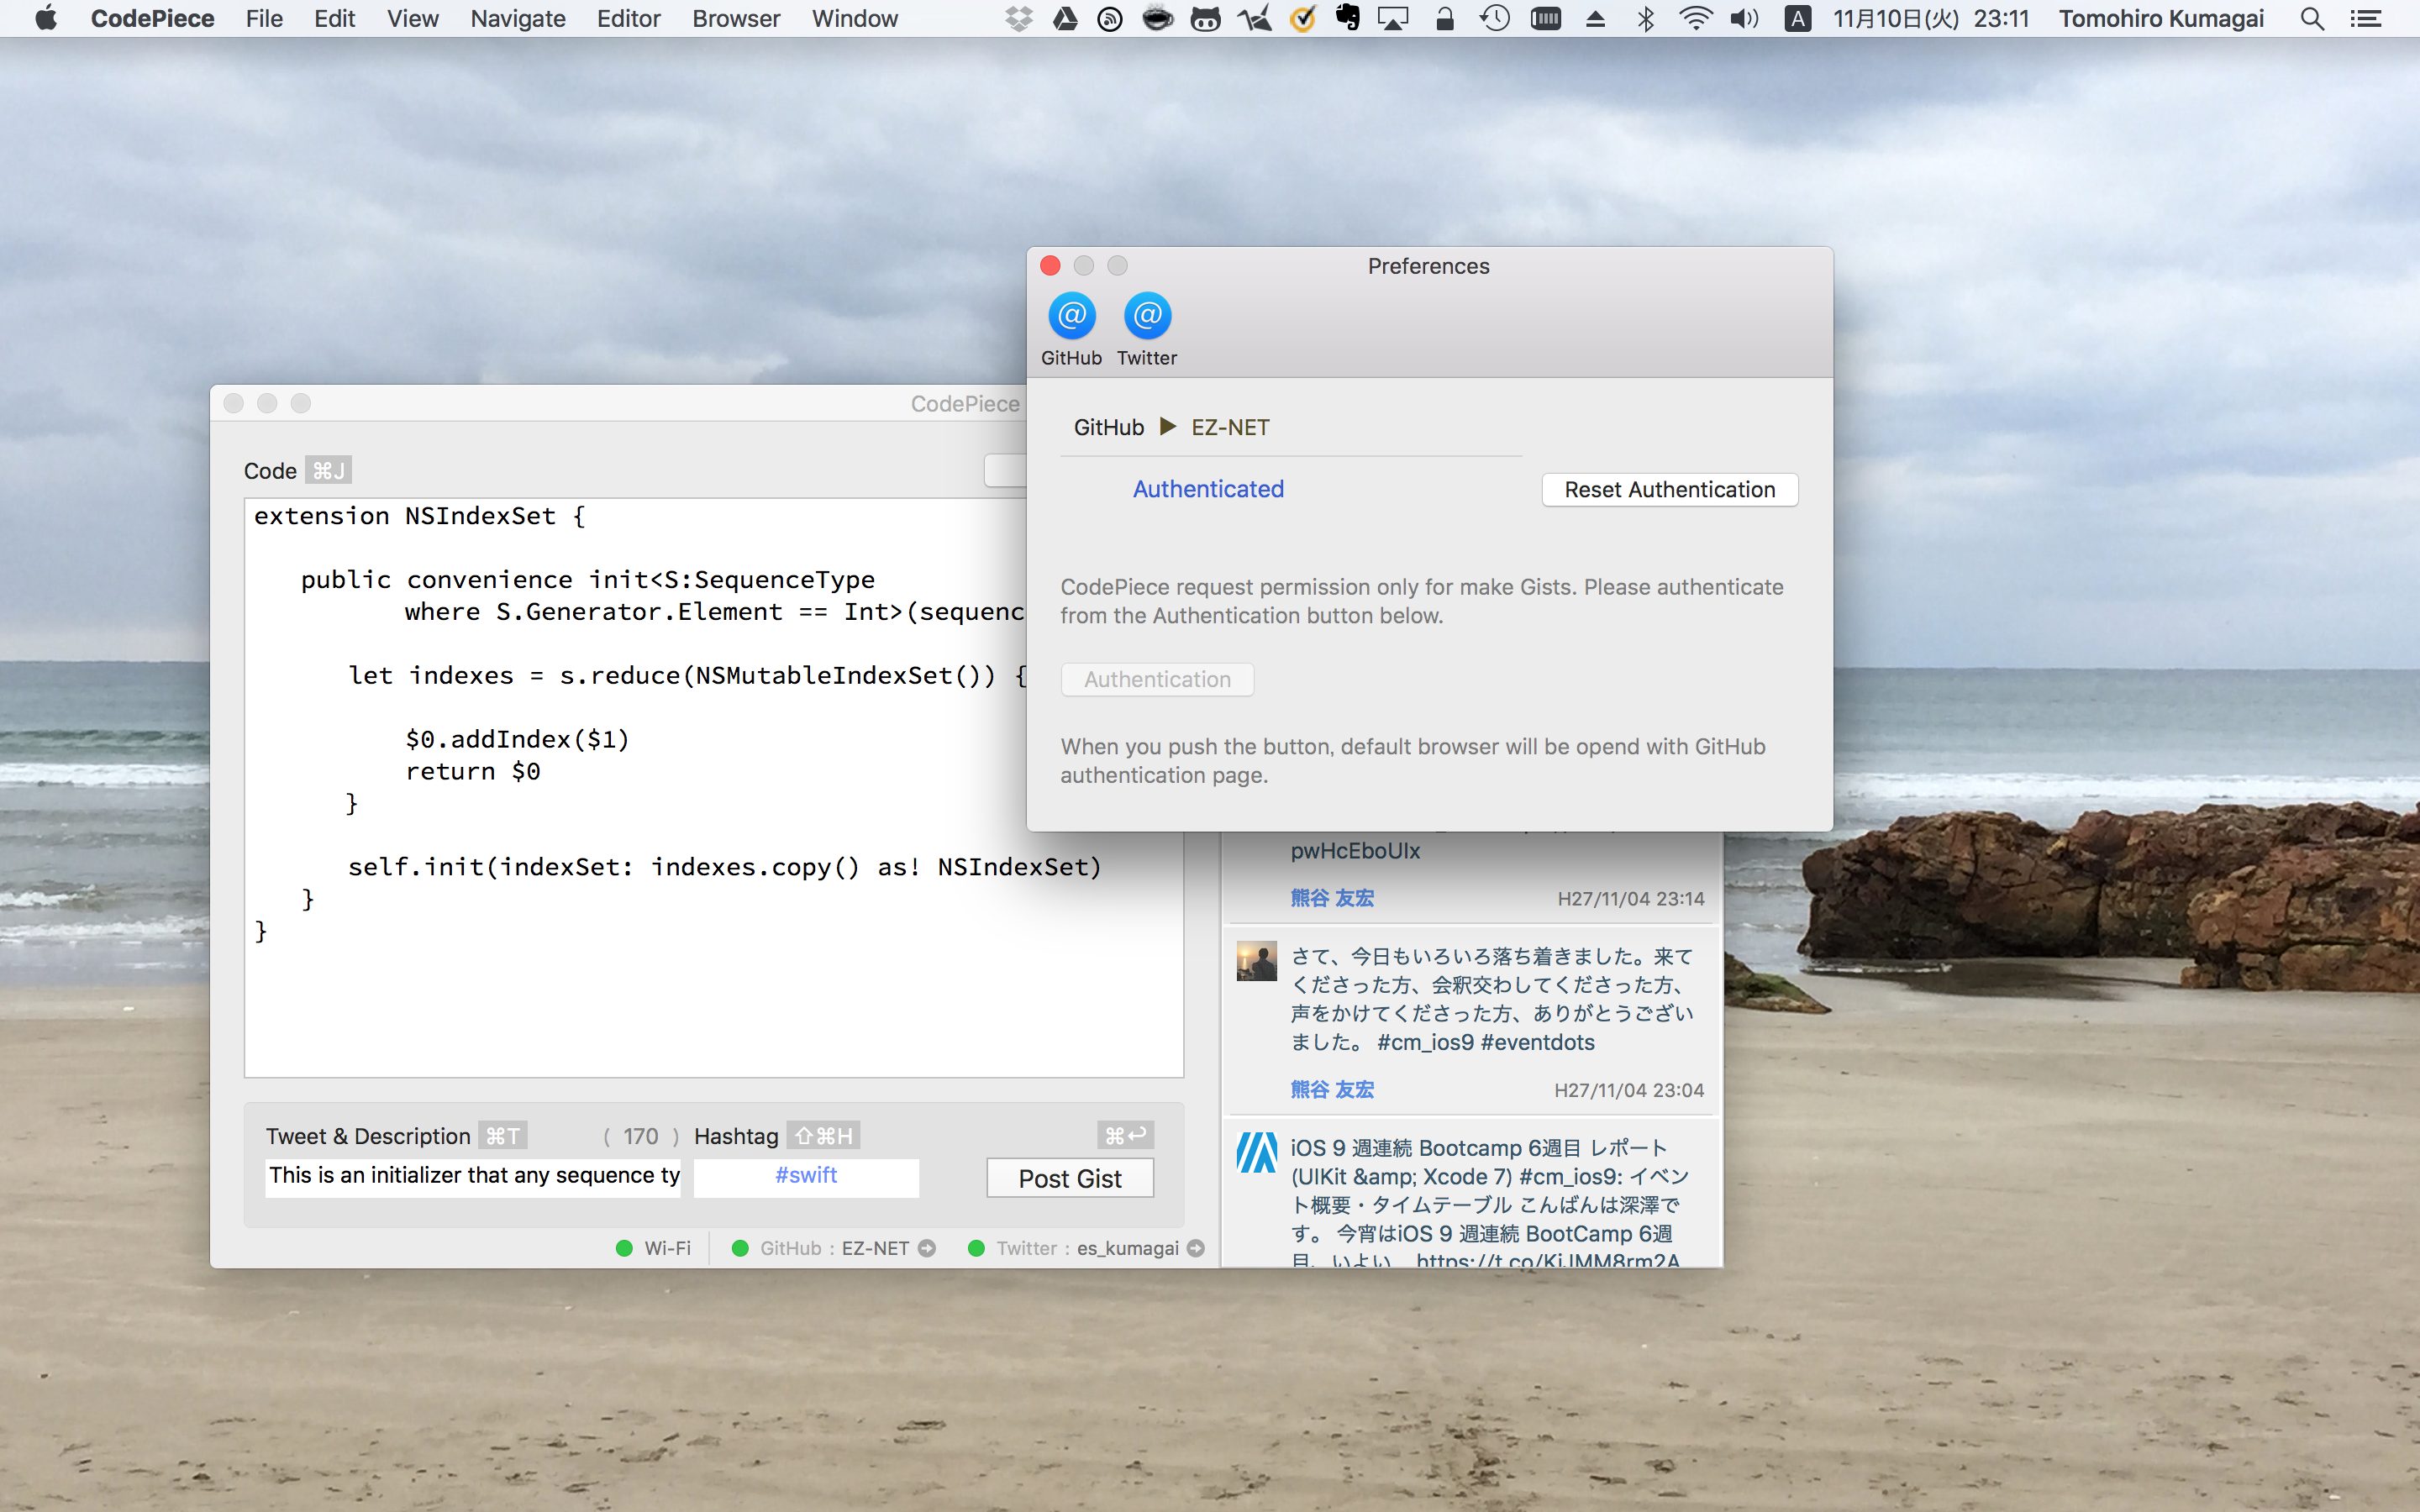 CodePiece File Edit View Navigate Editor Browser Window A 11月10日(火) 23:11 Tomohiro Kumagai
Preferences
@ @
GitHub Twitter
GitHub ▶ EZ-NET
Authenticated Reset Authentication
CodePiece request permission only for make Gists. Please authenticate
from the Authentication button below.
Authentication
When you push the button, default browser will be opend with GitHub
authentication page.
CodePiece
Code ⌘J
extension NSIndexSet {
public convenience init<S:SequenceType
where S.Generator.Element == Int>(sequenc
let indexes = s.reduce(NSMutableIndexSet()) {
$0.addIndex($1)
return $0
}
self.init(indexSet: indexes.copy() as! NSIndexSet)
}
}
Tweet & Description ⌘T ( 170 ) Hashtag ⇧⌘H ⌘↩
This is an initializer that any sequence ty #swift Post Gist
Wi-Fi GitHub : EZ-NET Twitter : es_kumagai
pwHcEboUIx
熊谷 友宏 H27/11/04 23:14
さて、今日もいろいろ落ち着きました。来て
くださった方、会釈交わしてくださった方、
声をかけてくださった方、ありがとうござい
ました。 #cm_ios9 #eventdots
熊谷 友宏 H27/11/04 23:04
iOS 9 週連続 Bootcamp 6週目 レポート
(UIKit &amp; Xcode 7) #cm_ios9: イベン
ト概要・タイムテーブル こんばんは深澤で
す。 今宵はiOS 9 週連続 BootCamp 6週
目、いよい… https://t.co/KiJMM8rm2A